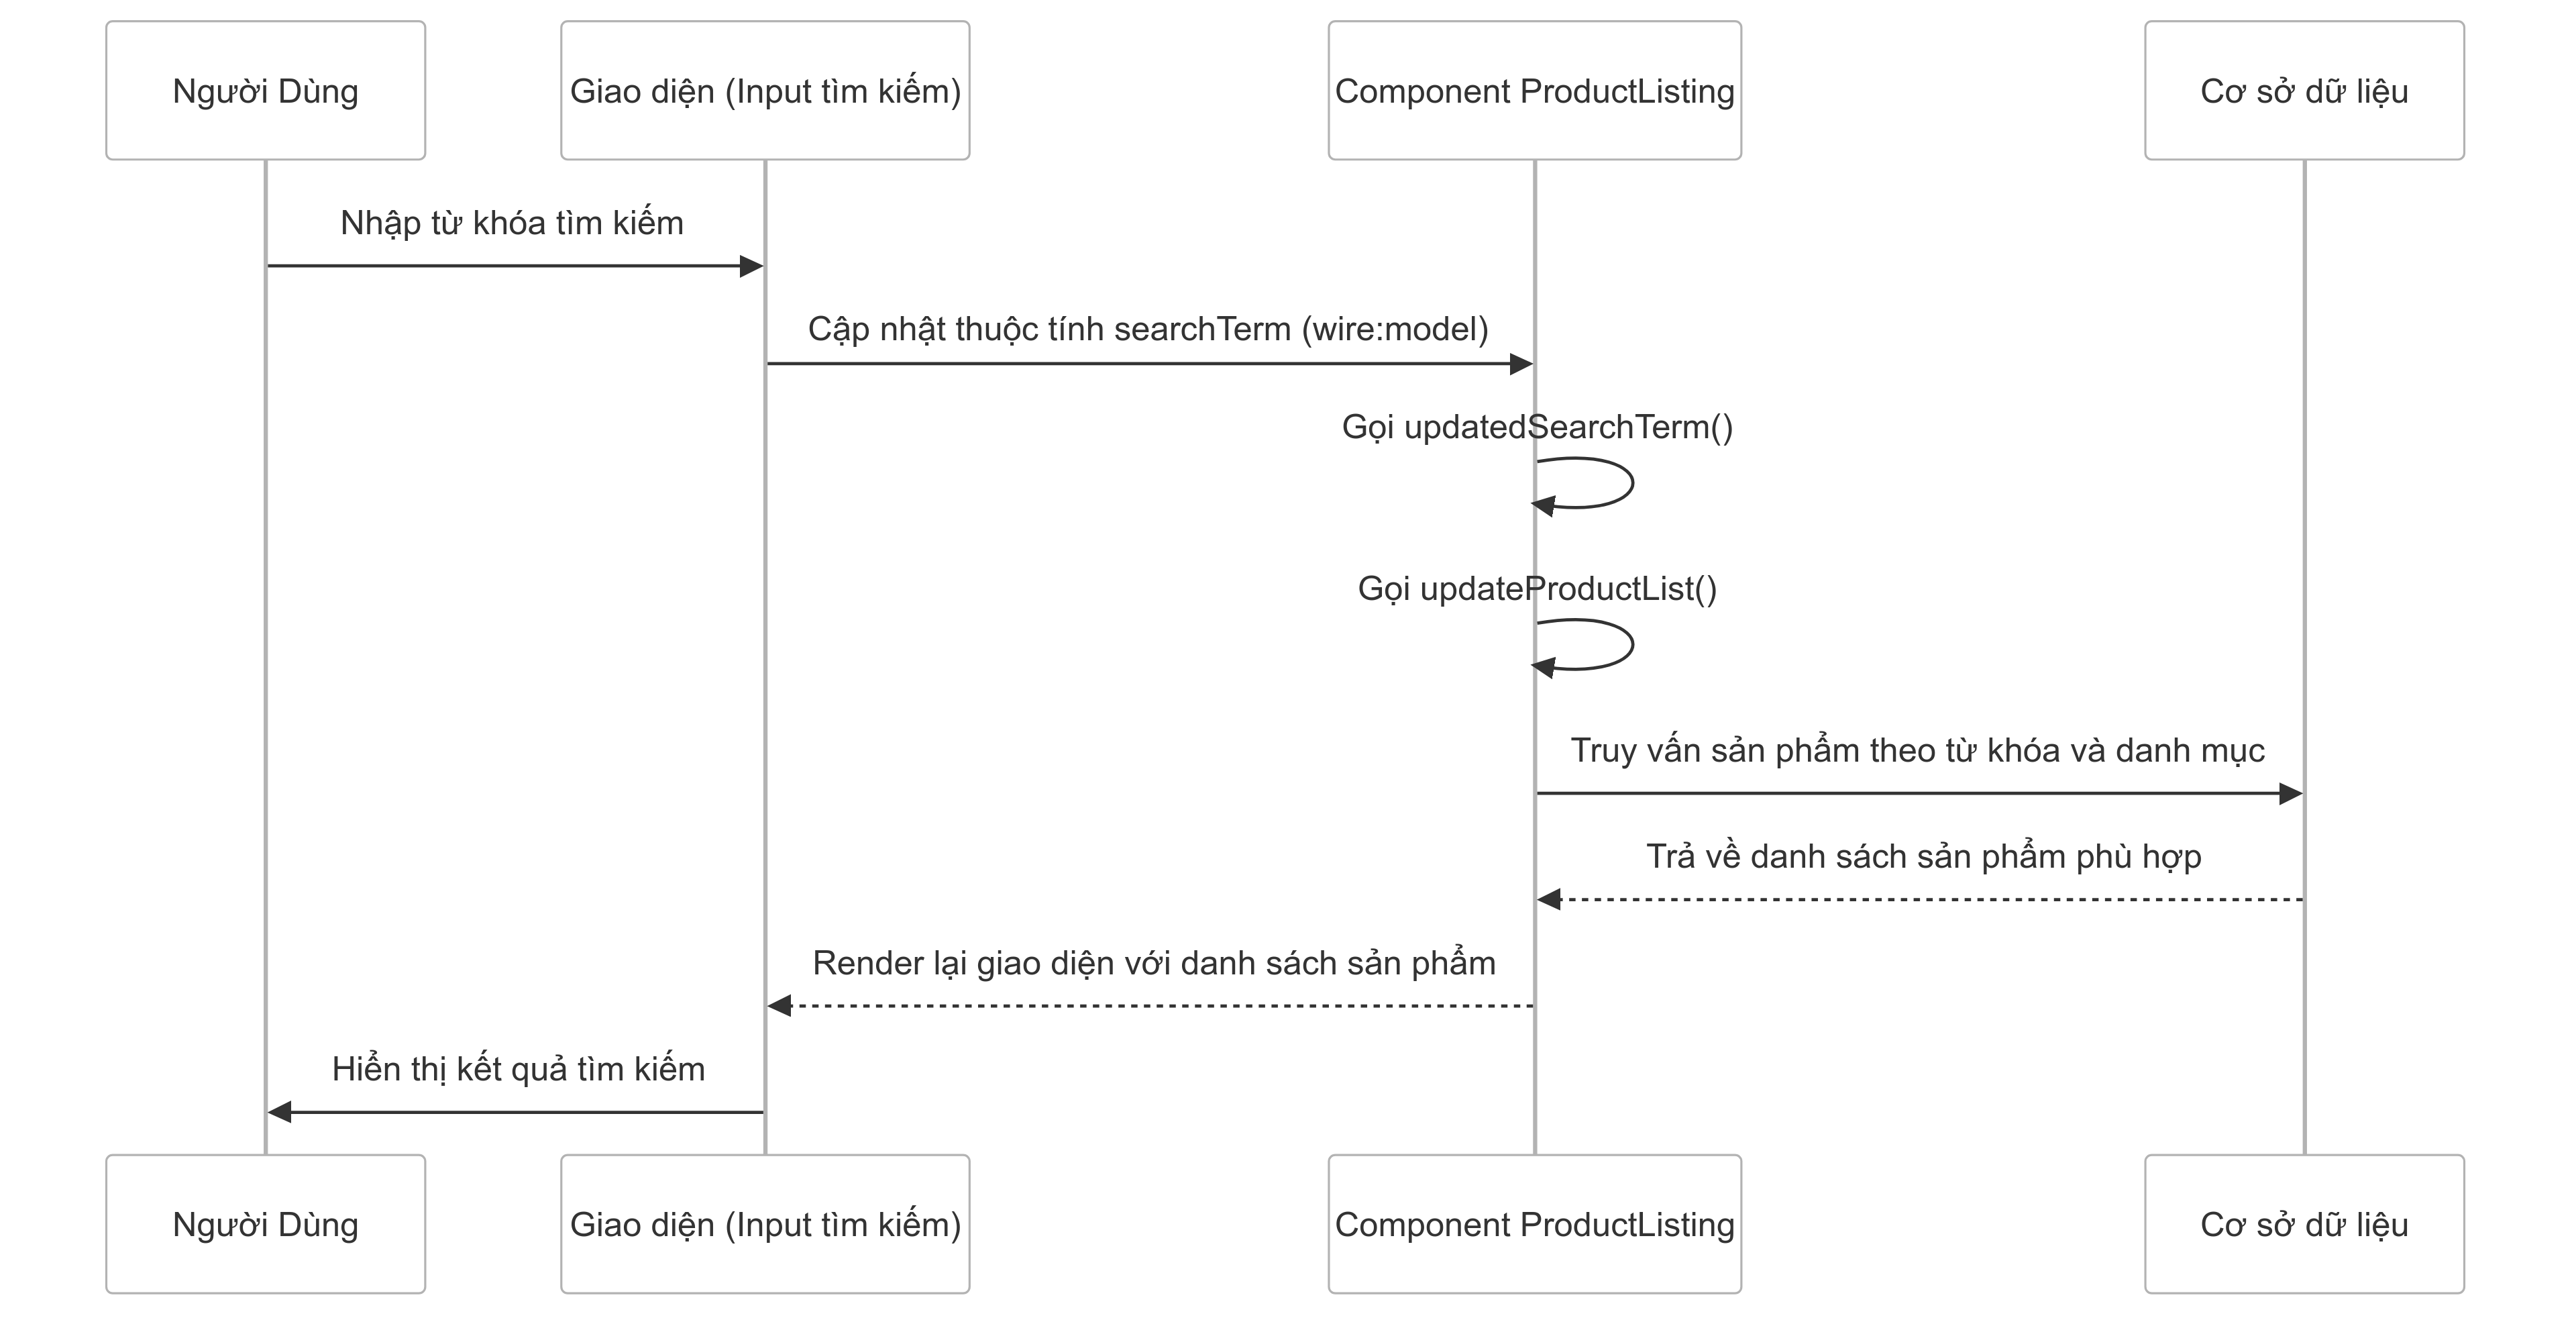 Người Dùng
Giao diện (Input tìm kiếm)
Component ProductListing
Cơ sở dữ liệu
Nhập từ khóa tìm kiếm
Cập nhật thuộc tính searchTerm (wire:model)
Gọi updatedSearchTerm()
Gọi updateProductList()
Truy vấn sản phẩm theo từ khóa và danh mục
Trả về danh sách sản phẩm phù hợp
Render lại giao diện với danh sách sản phẩm
Hiển thị kết quả tìm kiếm
Người Dùng
Giao diện (Input tìm kiếm)
Component ProductListing
Cơ sở dữ liệu